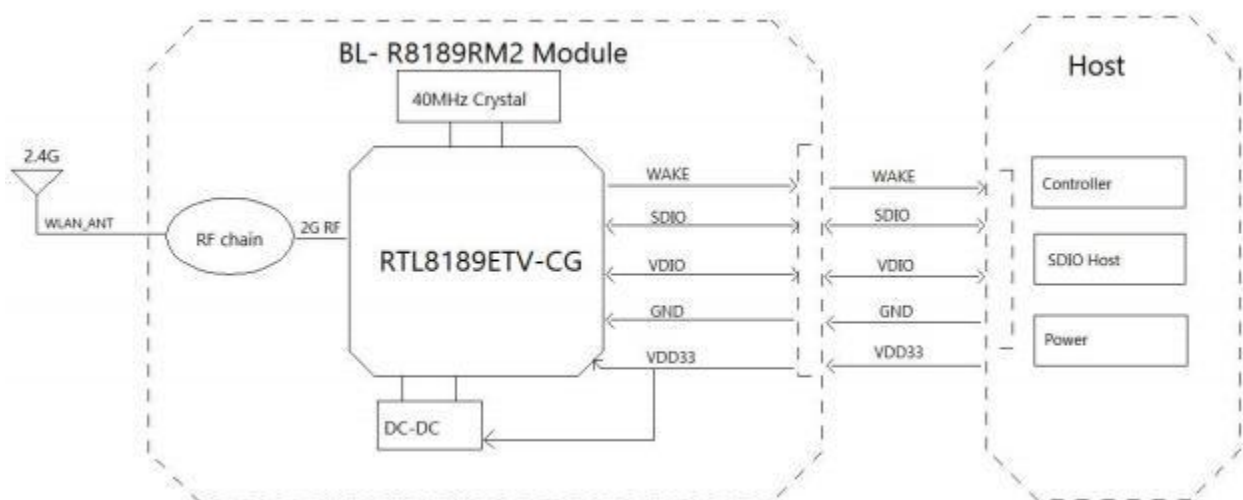 BL- R8189RM2 Module
Host
40MHz Crystal
2.4G
WLAN_ANT
RF chain
2G RF
RTL8189ETV-CG
WAKE
SDIO
VDIO
GND
VDD33
DC-DC
WAKE
SDIO
VDIO
GND
VDD33
Controller
SDIO Host
Power